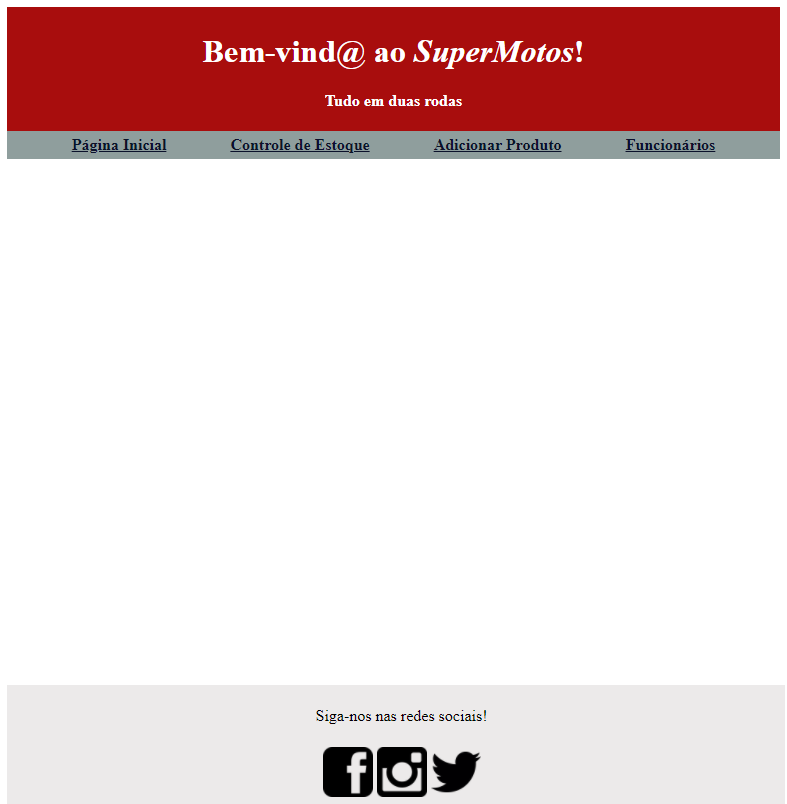 Bem-vind@ ao SuperMotos!
Tudo em duas rodas
Página Inicial Controle de Estoque Adicionar Produto Funcionários
Siga-nos nas redes sociais!